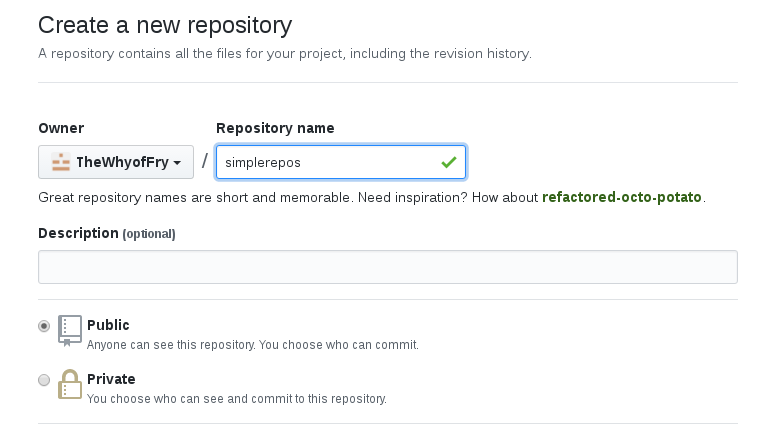 Create a new repository
A repository contains all the files for your project, including the revision history.
Owner
Repository name
TheWhyofFry
/
simplerepos
Great repository names are short and memorable. Need inspiration? How about refactored-octo-potato.
Description (optional)
Public
Anyone can see this repository. You choose who can commit.
Private
You choose who can see and commit to this repository.